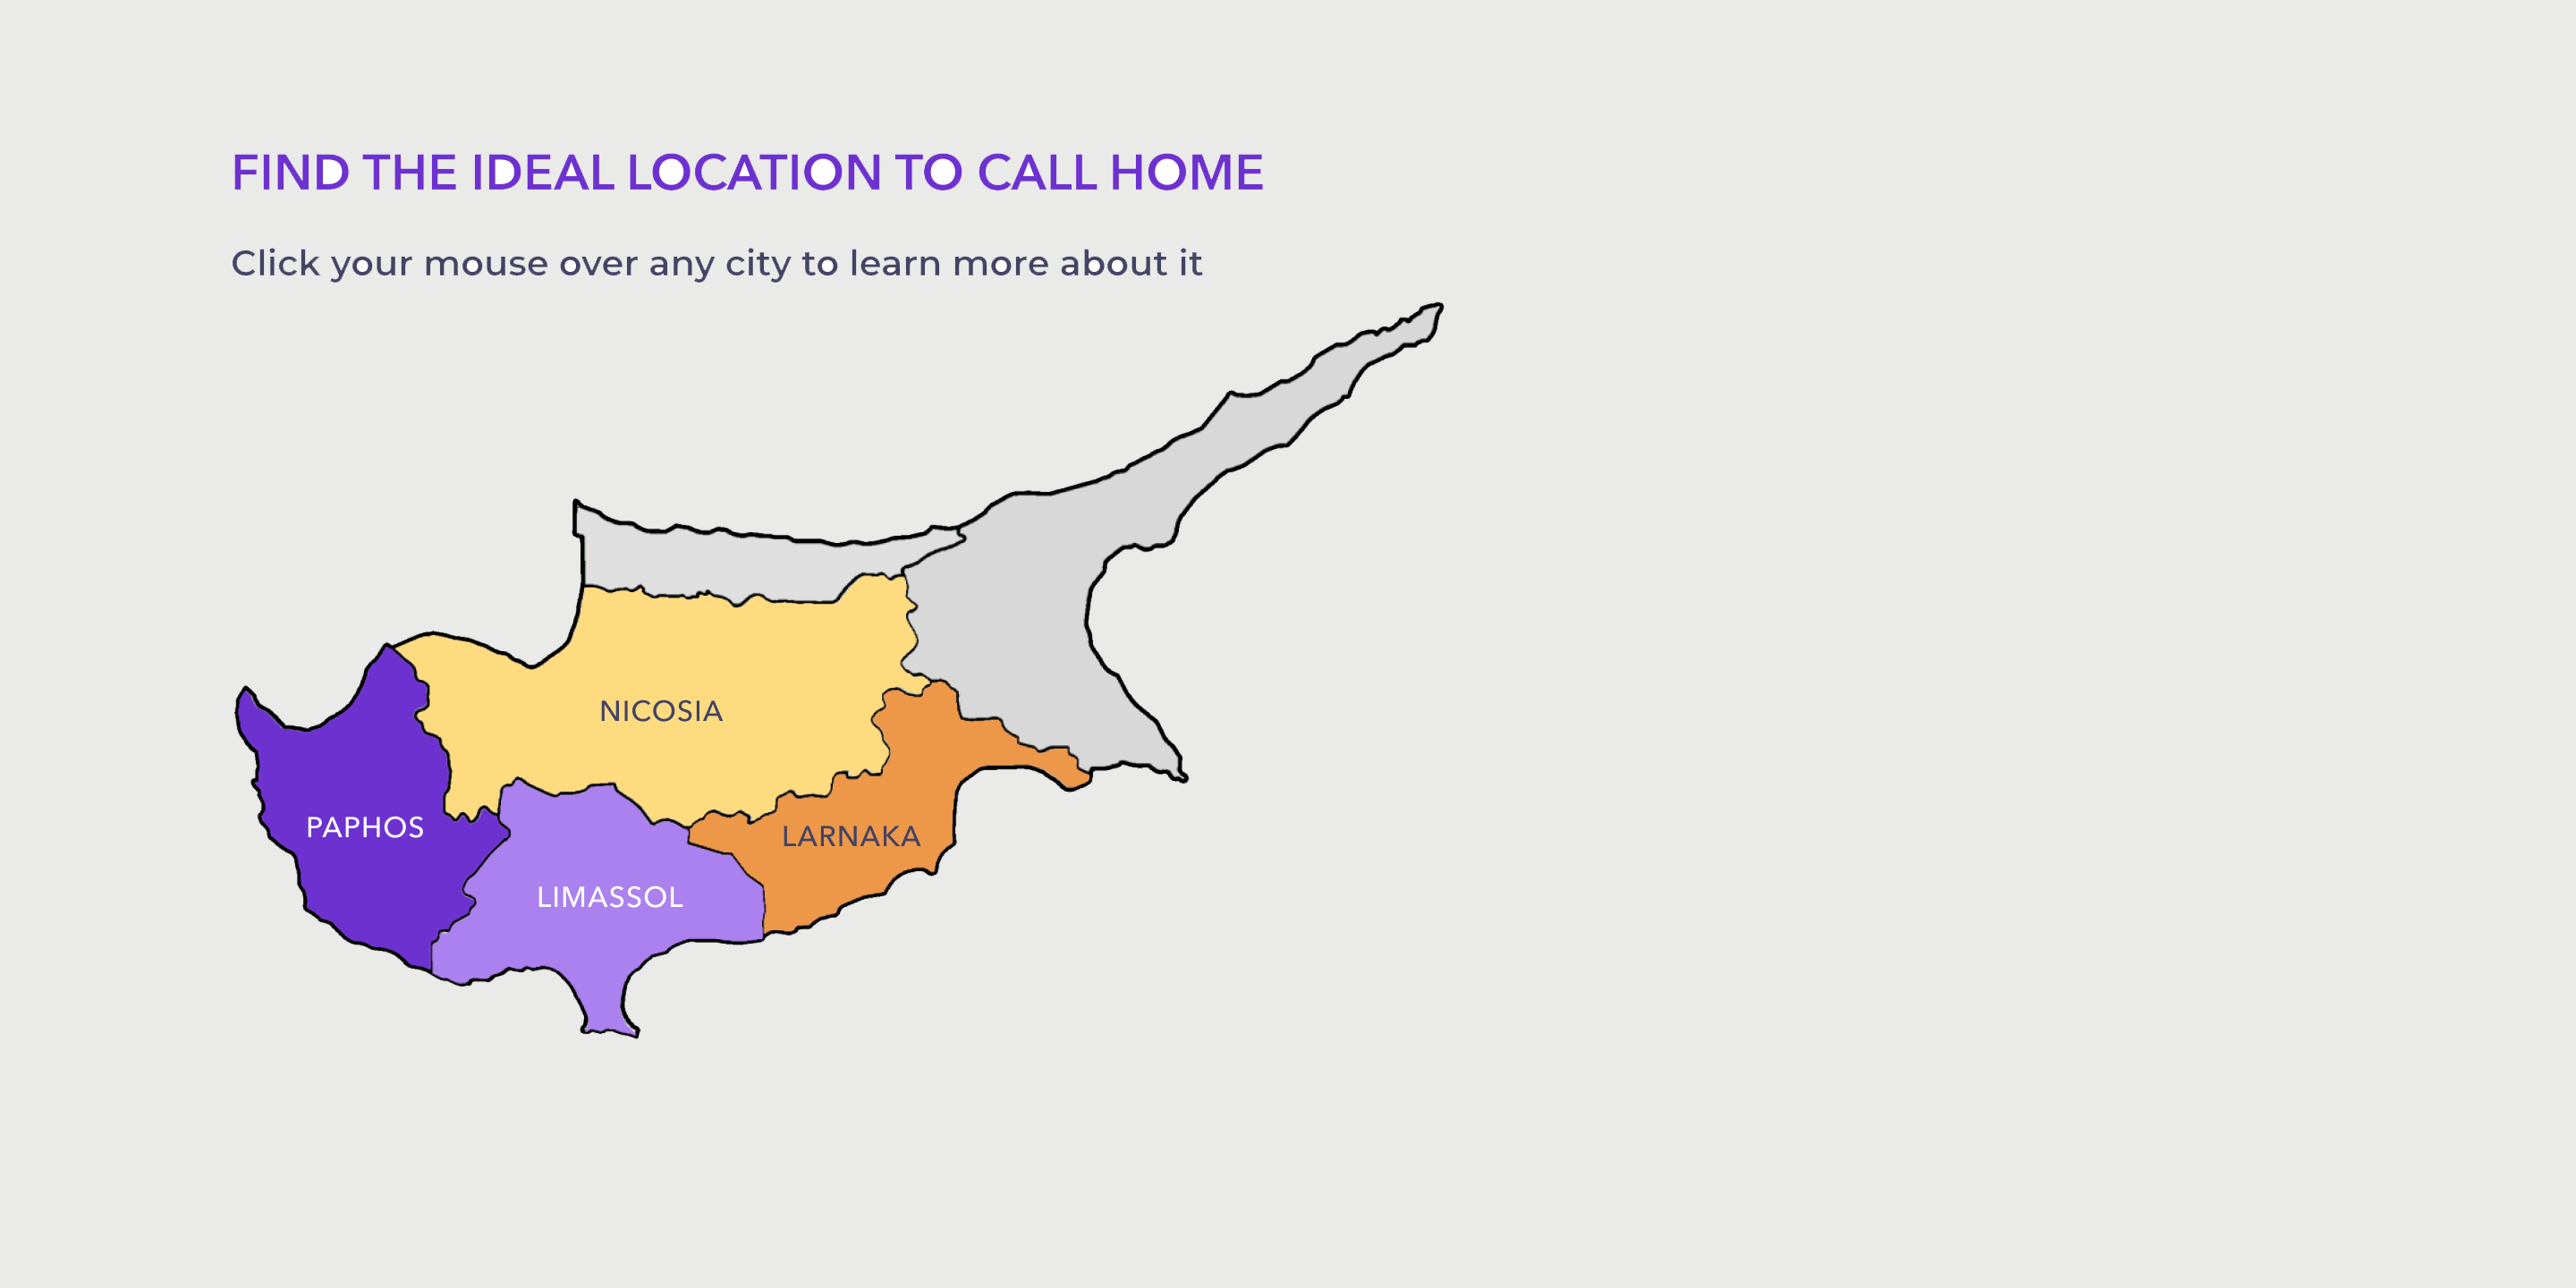 FIND THE IDEAL LOCATION TO CALL HOME
Click your mouse over any city to learn more about it
NICOSIA
PAPHOS
LARNAKA
LIMASSOL